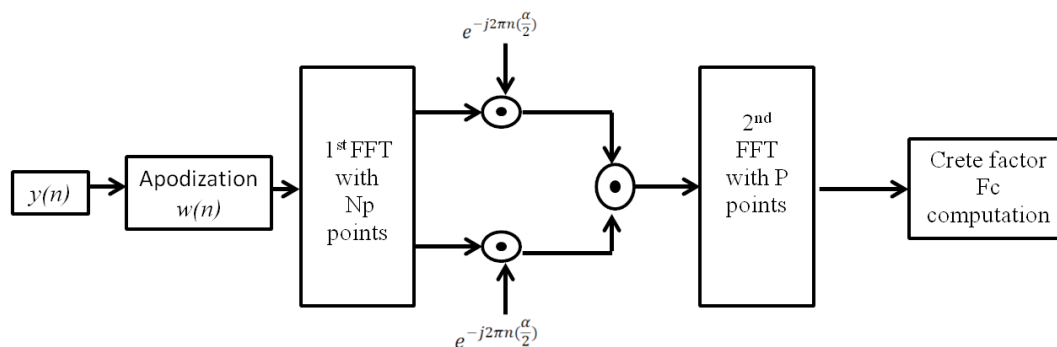 e^{-j2πn(α/2)}
y(n)
Apodization
w(n)
1st FFT
with
Np
points
2nd
FFT
with P
points
Crete factor
Fc
computation
e^{-j2πn(α/2)}